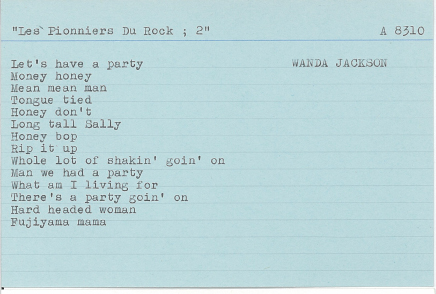 "Les Pionniers Du Rock ; 2" A 8310
Let's have a party WANDA JACKSON
Money honey
Mean mean man
Tongue tied
Honey don't
Long tall Sally
Honey bop
Rip it up
Whole lot of shakin' goin' on
Man we had a party
What am I living for
There's a party goin' on
Hard headed woman
Fujiyama mama